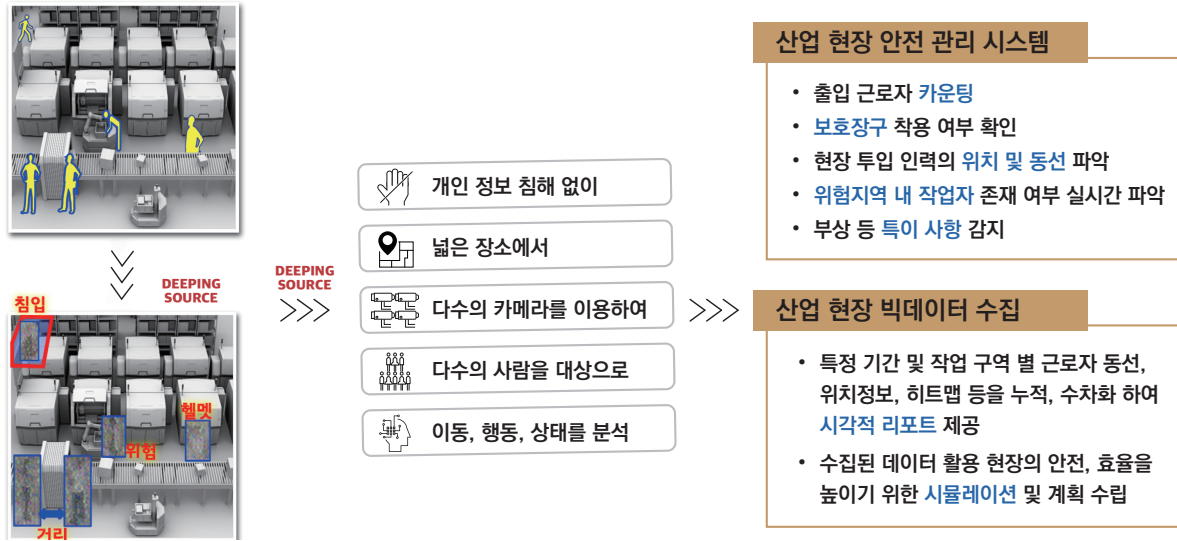 DEEPING
SOURCE
침입
헬멧
위험
거리
DEEPING
SOURCE
개인 정보 침해 없이
넓은 장소에서
다수의 카메라를 이용하여
다수의 사람을 대상으로
이동, 행동, 상태를 분석
산업 현장 안전 관리 시스템
• 출입 근로자 카운팅
• 보호장구 착용 여부 확인
• 현장 투입 인력의 위치 및 동선 파악
• 위험지역 내 작업자 존재 여부 실시간 파악
• 부상 등 특이 사항 감지
산업 현장 빅데이터 수집
• 특정 기간 및 작업 구역 별 근로자 동선,
위치정보, 히트맵 등을 누적, 수차화 하여
시각적 리포트 제공
• 수집된 데이터 활용 현장의 안전, 효율을
높이기 위한 시뮬레이션 및 계획 수립